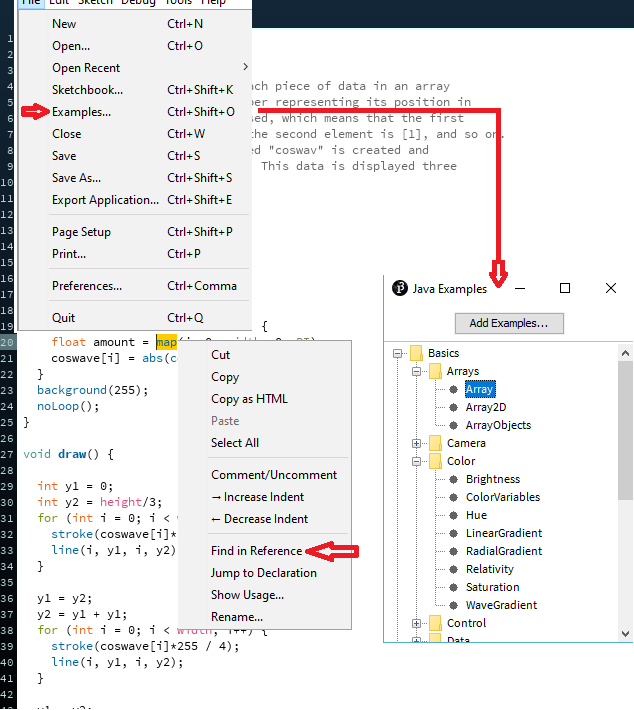 File Edit Sketch Debug Tools Help
New Ctrl+N
Open... Ctrl+O
Open Recent
Sketchbook... Ctrl+Shift+K
Examples... Ctrl+Shift+O
Close Ctrl+W
Save Ctrl+S
Save As... Ctrl+Shift+S
Export Application... Ctrl+Shift+E
Page Setup Ctrl+Shift+P
Print... Ctrl+P
Preferences... Ctrl+Comma
Quit Ctrl+Q
1
2
3
4 ach piece of data in an array
5 ber representing its position in
6 sed, which means that the first
7 the second element is [1], and so on.
8 ed "coswav" is created and
9 This data is displayed three
10
11
12
13
14
15
16
17
18
19 {
20 float amount = map(
21 coswave[i] = abs(co
22 }
23 background(255);
24 noLoop();
25 }
26
27 void draw() {
28
29 int y1 = 0;
30 int y2 = height/3;
31 for (int i = 0; i <
32 stroke(coswave[i]*
33 line(i, y1, i, y2)
34 }
35
36 y1 = y2;
37 y2 = y1 + y1;
38 for (int i = 0; i < width; i++) {
39 stroke(coswave[i]*255 / 4);
40 line(i, y1, i, y2);
41 }
42
Cut
Copy
Copy as HTML
Paste
Select All
Comment/Uncomment
→ Increase Indent
← Decrease Indent
Find in Reference
Jump to Declaration
Show Usage...
Rename...
Java Examples
Add Examples...
Basics
Arrays
Array
Array2D
ArrayObjects
Camera
Color
Brightness
ColorVariables
Hue
LinearGradient
RadialGradient
Relativity
Saturation
WaveGradient
Control
Data